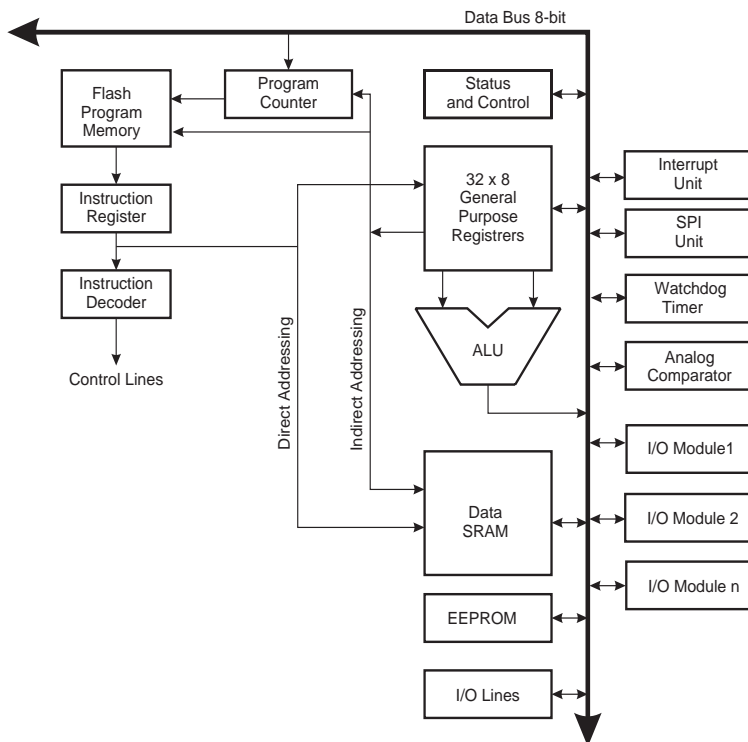 Data Bus 8-bit
Flash
Program
Memory
Program
Counter
Status
and Control
Interrupt
Unit
32 x 8
General
Purpose
Registrers
Instruction
Register
SPI
Unit
Instruction
Decoder
Watchdog
Timer
ALU
Analog
Comparator
Control Lines
Direct Addressing
Indirect Addressing
I/O Module1
Data
SRAM
I/O Module 2
I/O Module n
EEPROM
I/O Lines